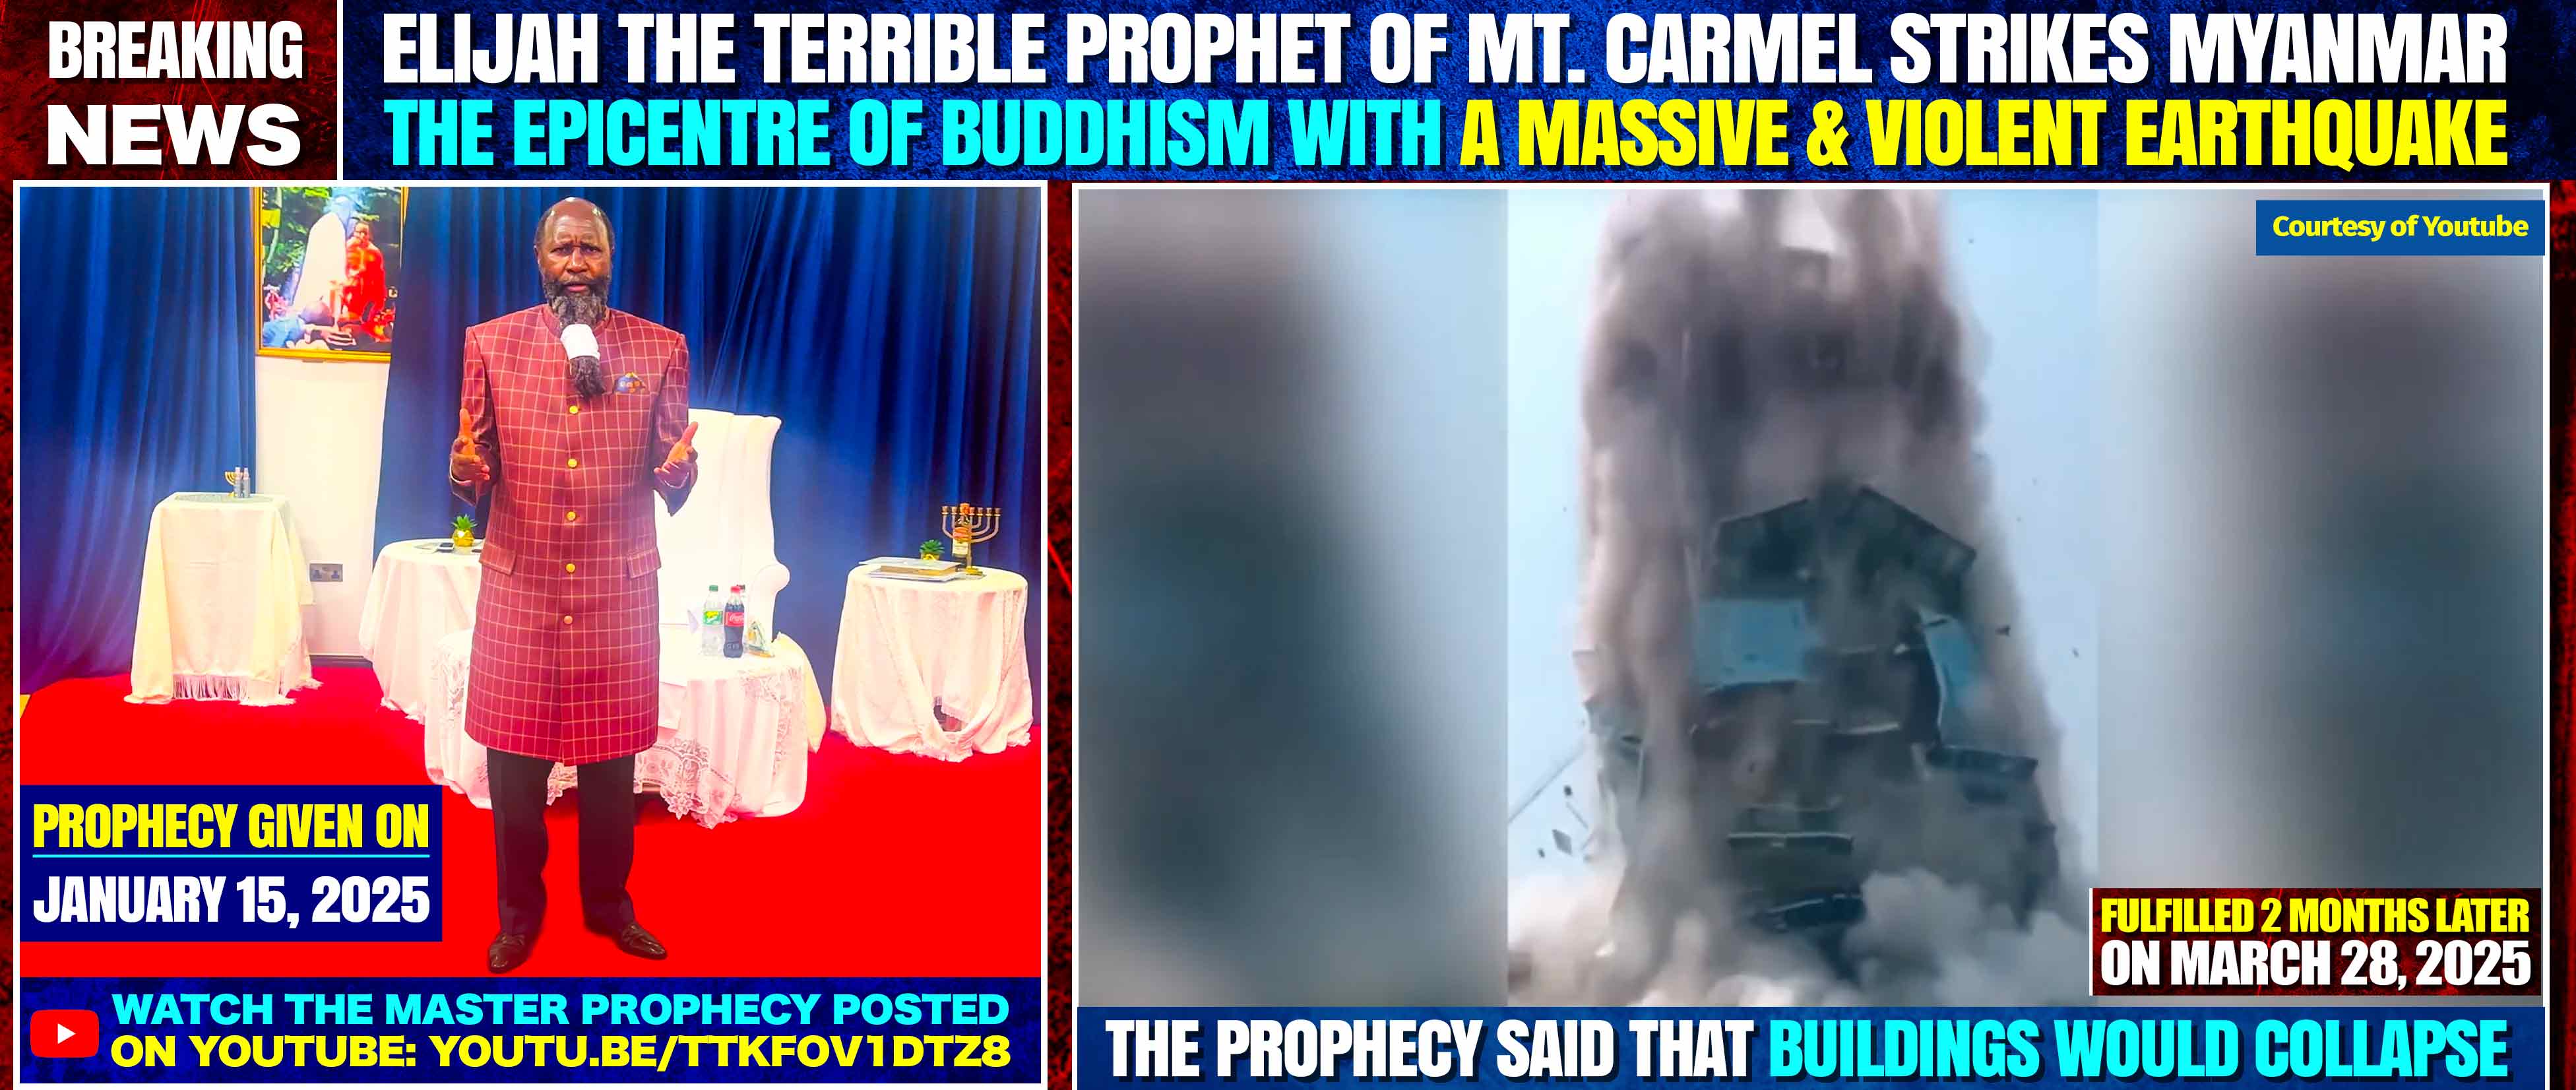 BREAKING
NEWS
ELIJAH THE TERRIBLE PROPHET OF MT. CARMEL STRIKES MYANMAR
THE EPICENTRE OF BUDDHISM WITH A MASSIVE & VIOLENT EARTHQUAKE
Courtesy of Youtube
PROPHECY GIVEN ON
JANUARY 15, 2025
WATCH THE MASTER PROPHECY POSTED
ON YOUTUBE: YOUTU.BE/TTKFOV1DTZ8
FULFILLED 2 MONTHS LATER
ON MARCH 28, 2025
THE PROPHECY SAID THAT BUILDINGS WOULD COLLAPSE